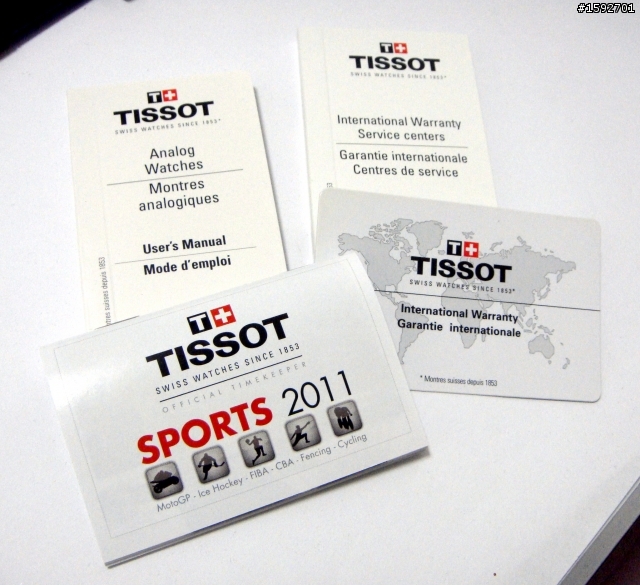 #1592701
T+
TISSOT
SWISS WATCHES SINCE 1853*
Analog
Watches
Montres
analogiques
User's Manual
Mode d'emploi
suisses depuis 1853
T+
TISSOT
SWISS WATCHES SINCE 1853*
International Warranty
Service centers
Garantie internationale
Centres de service
T+
TISSOT
SWISS WATCHES SINCE 1853*
International Warranty
Garantie internationale
* Montres suisses depuis 1853
T+
TISSOT
SWISS WATCHES SINCE 1853
OFFICIAL TIMEKEEPER
SPORTS 2011
MotoGP - Ice Hockey - FIBA - CBA - Fencing - Cycling